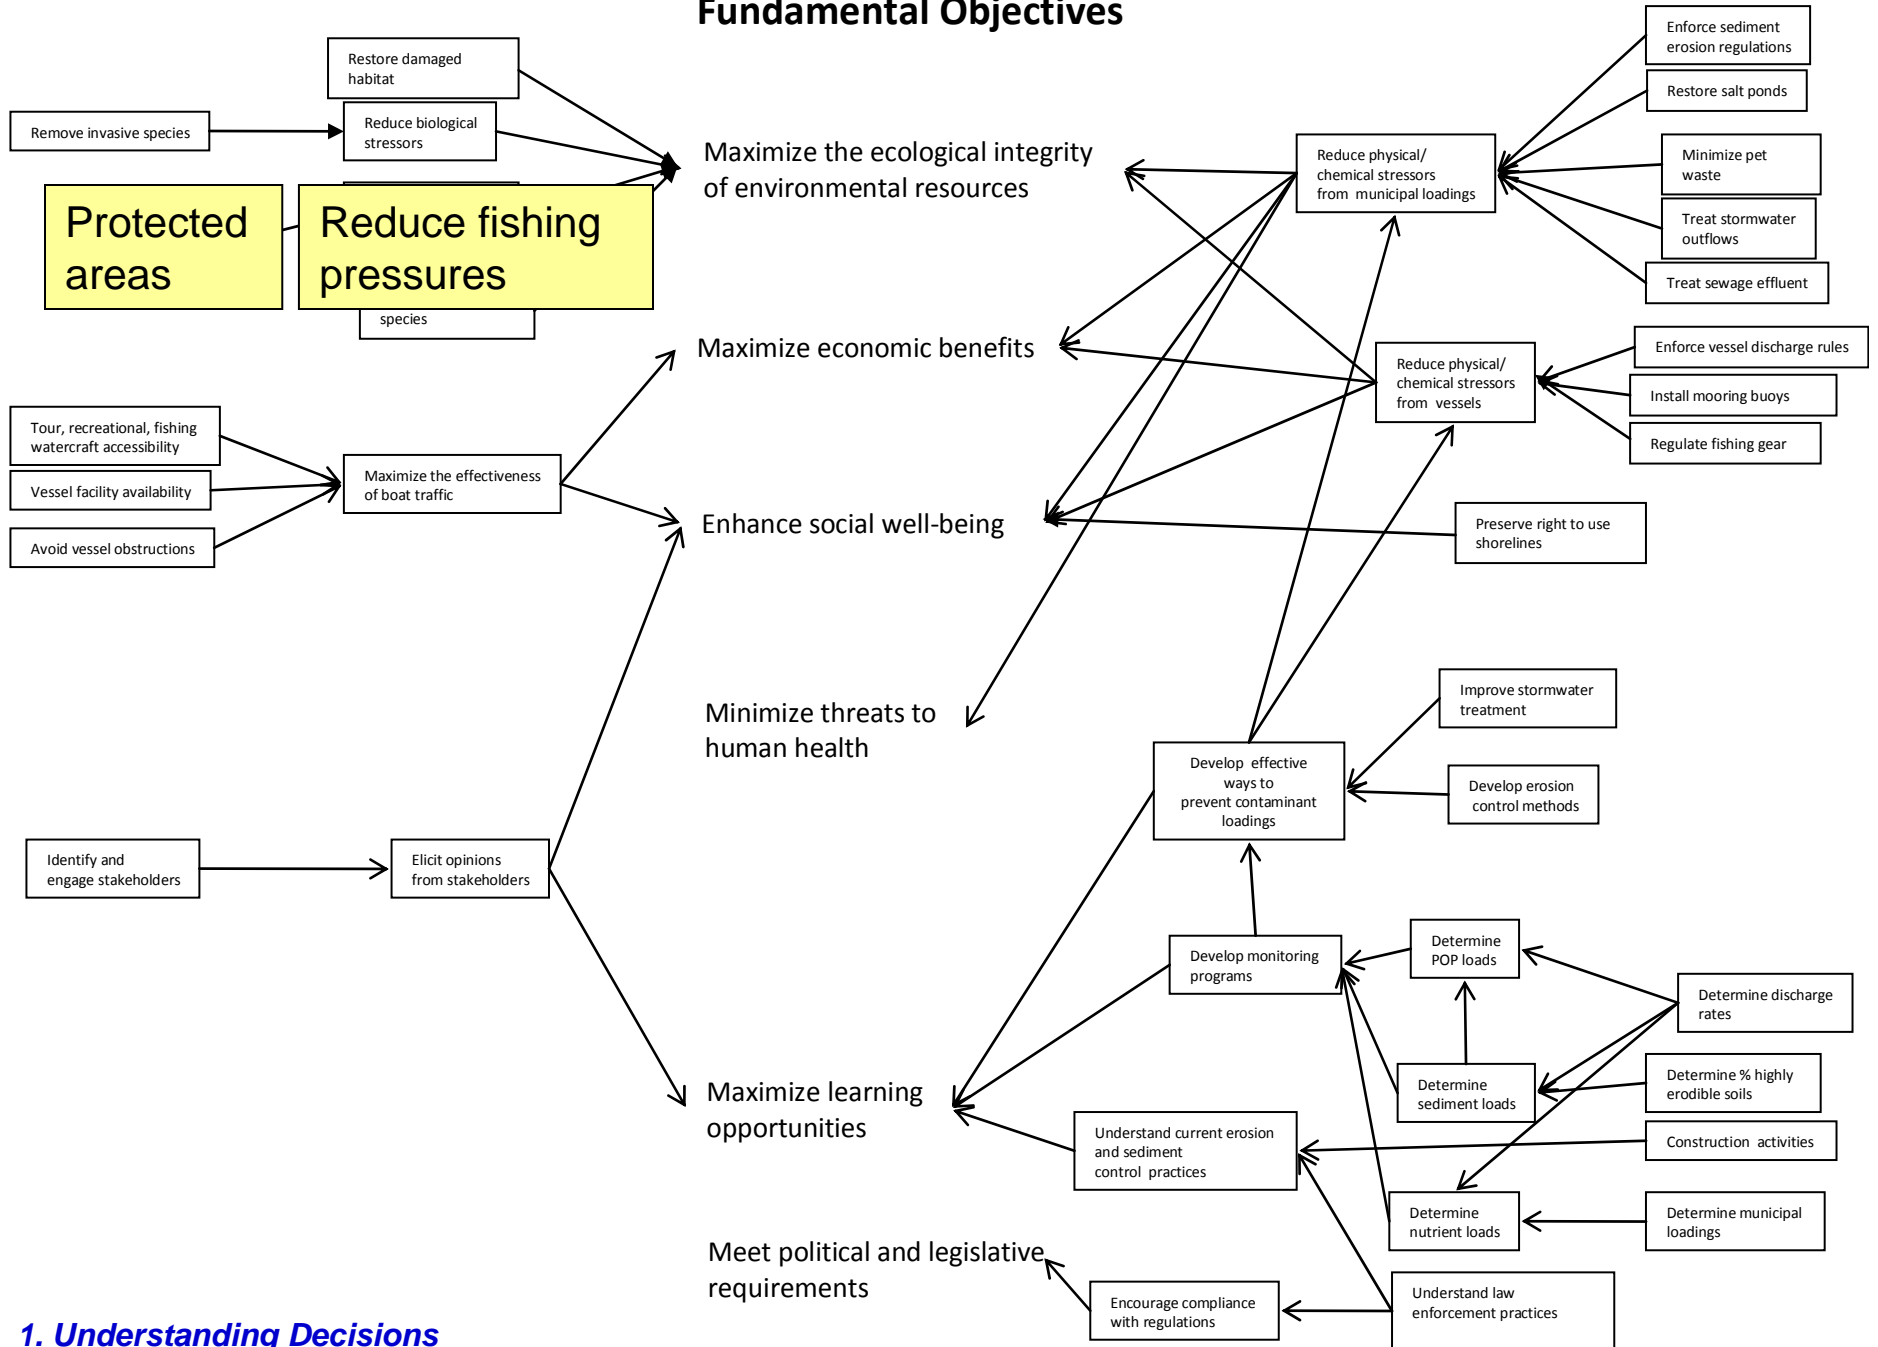 Fundamental Objectives
Restore damaged
habitat
Remove invasive species
Reduce biological
stressors
Protected
areas
Reduce fishing
pressures
species
Tour, recreational, fishing
watercraft accessibility
Vessel facility availability
Avoid vessel obstructions
Maximize the effectiveness
of boat traffic
Identify and
engage stakeholders
Elicit opinions
from stakeholders
Maximize the ecological integrity
of environmental resources
Maximize economic benefits
Enhance social well-being
Minimize threats to
human health
Maximize learning
opportunities
Meet political and legislative
requirements
Reduce physical/
chemical stressors
from municipal loadings
Enforce sediment
erosion regulations
Restore salt ponds
Minimize pet
waste
Treat stormwater
outflows
Treat sewage effluent
Reduce physical/
chemical stressors
from vessels
Enforce vessel discharge rules
Install mooring buoys
Regulate fishing gear
Preserve right to use
shorelines
Improve stormwater
treatment
Develop effective
ways to
prevent contaminant
loadings
Develop erosion
control methods
Develop monitoring
programs
Determine
POP loads
Determine discharge
rates
Determine
sediment loads
Determine % highly
erodible soils
Understand current erosion
and sediment
control practices
Construction activities
Determine
nutrient loads
Determine municipal
loadings
Encourage compliance
with regulations
Understand law
enforcement practices
1. Understanding Decisions